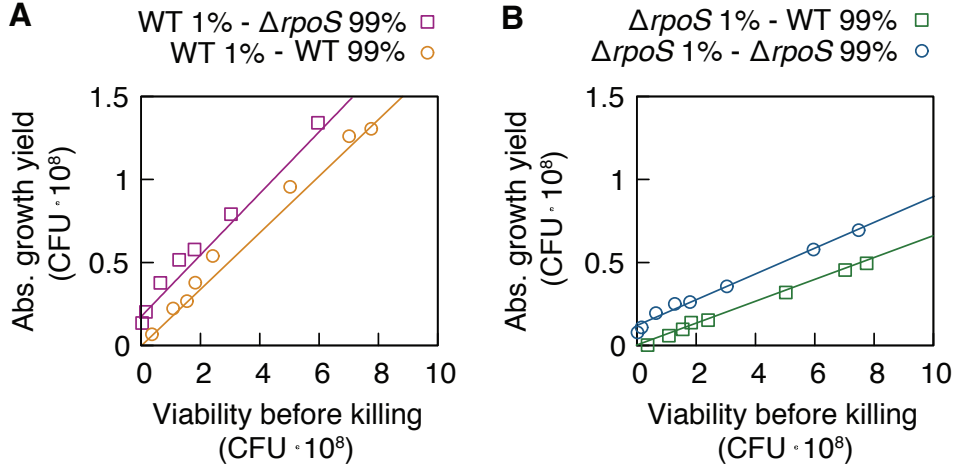 A
WT 1% - ΔrpoS 99%
WT 1% - WT 99%
Abs. growth yield
(CFU · 10⁸)
1.5
1
0.5
0
0 2 4 6 8 10
Viability before killing
(CFU · 10⁸)
B
ΔrpoS 1% - WT 99%
ΔrpoS 1% - ΔrpoS 99%
Abs. growth yield
(CFU · 10⁸)
1.5
1
0.5
0
0 2 4 6 8 10
Viability before killing
(CFU · 10⁸)